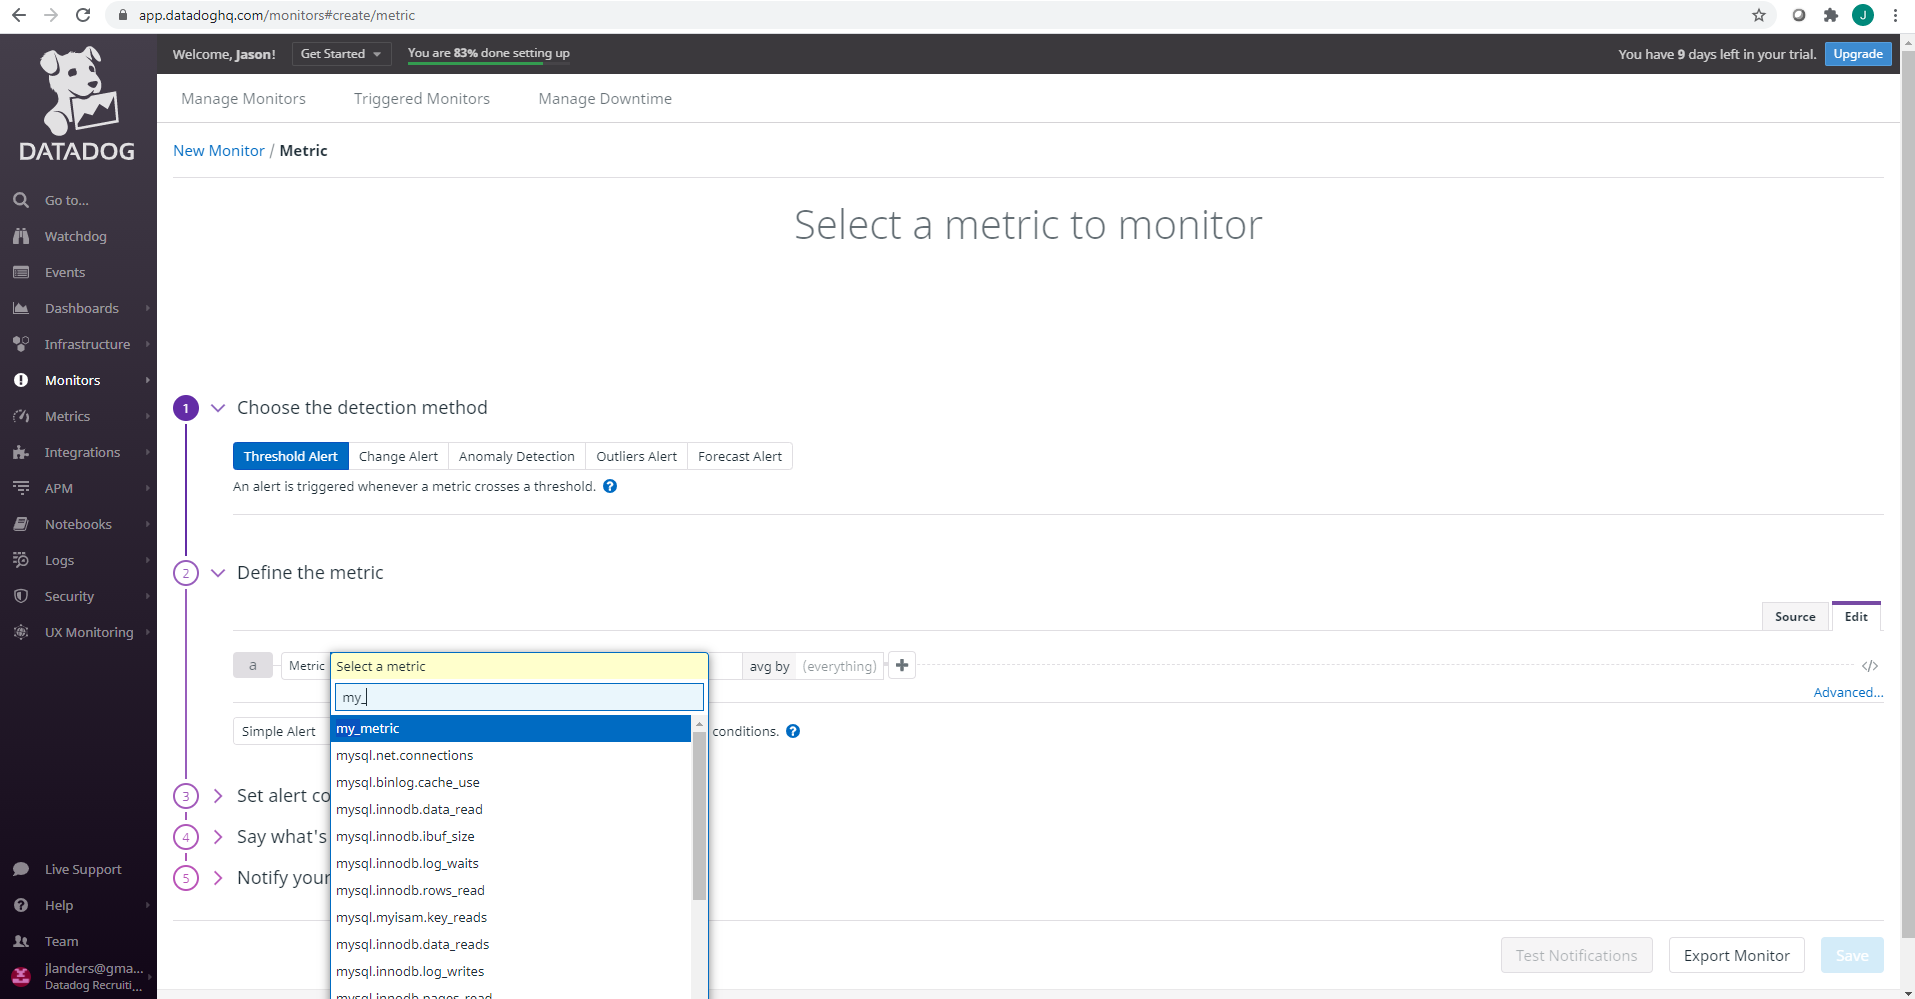 app.datadoghq.com/monitors#create/metric
J
DATADOG
Welcome, Jason!
Get Started
You are 83% done setting up
You have 9 days left in your trial.
Upgrade
Manage Monitors
Triggered Monitors
Manage Downtime
New Monitor / Metric
Go to...
Watchdog
Events
Dashboards
Infrastructure
Monitors
Metrics
Integrations
APM
Notebooks
Logs
Security
UX Monitoring
Live Support
Help
Team
jlanders@gma...
Datadog Recruiti...
Select a metric to monitor
1
Choose the detection method
Threshold Alert
Change Alert
Anomaly Detection
Outliers Alert
Forecast Alert
An alert is triggered whenever a metric crosses a threshold. ?
2
Define the metric
Source
Edit
a
Metric
Select a metric
avg by
(everything)
+
</>
my_
Advanced...
my_metric
mysql.net.connections
mysql.binlog.cache_use
mysql.innodb.data_read
mysql.innodb.ibuf_size
mysql.innodb.log_waits
mysql.innodb.rows_read
mysql.myisam.key_reads
mysql.innodb.data_reads
mysql.innodb.log_writes
mysql.innodb.pages_read
Simple Alert
conditions. ?
3
Set alert co
4
Say what's
5
Notify your
Test Notifications
Export Monitor
Save